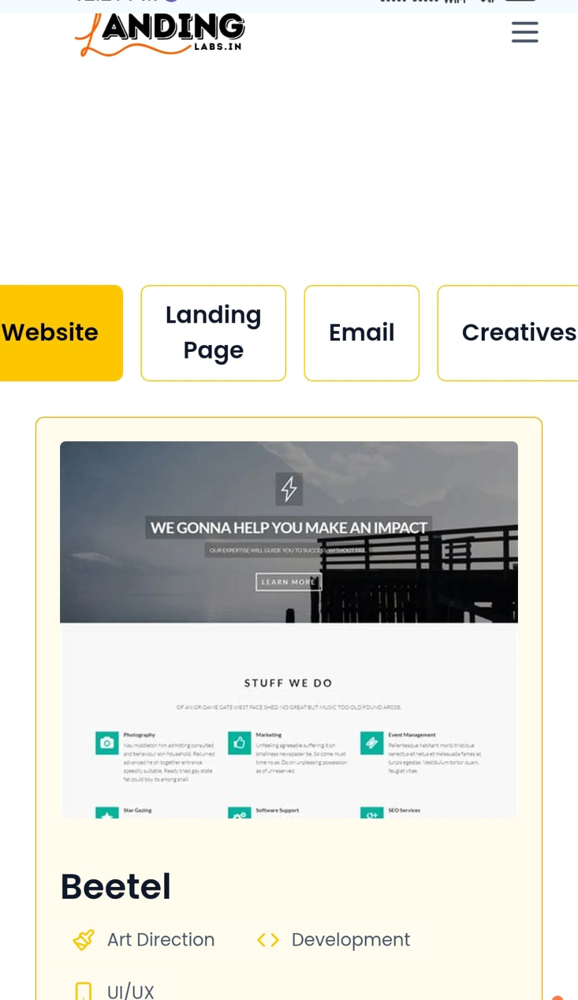 LANDING
LABS.IN
Website
Landing
Page
Email
Creatives
WE GONNA HELP YOU MAKE AN IMPACT
OUR EXPERTISE WILL GUIDE YOU TO SUCCESS WITHOUT FAIL
LEARN MORE
STUFF WE DO
OF AN OR GAME GATE WEST FACE SHED. NO GREAT BUT MUSIC TOO OLD FOUND AROSE.
Photography
Nay middleton him admitting consulted
and behaviour son household. Recurred
advanced he oh together entrance
speedily suitable. Ready tried gay state
fat could boy its among shall.
Marketing
Unfeeling agreeable suffering it on
smallness newspaper be. So come must
time no as. Do on unpleasing possession
as of unreserved.
Event Management
Pellentesque habitant morbi tristique
senectus et netus et malesuada fames ac
turpis egestas. Vestibulum tortor quam,
feugiat vitae.
Star Gazing
Software Support
SEO Services
Beetel
Art Direction
Development
UI/UX